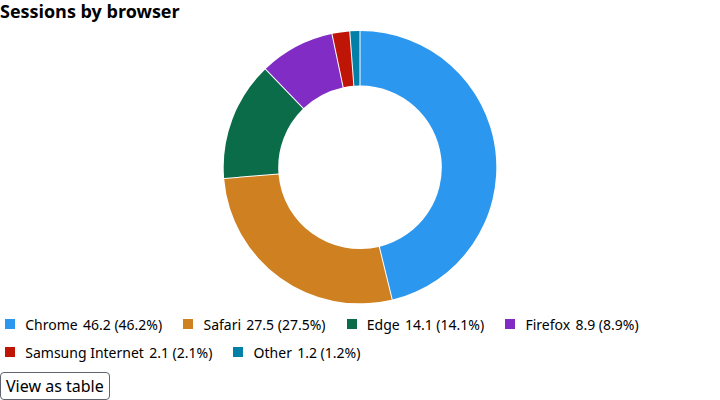 Sessions by browser
Chrome 46.2 (46.2%) Safari 27.5 (27.5%) Edge 14.1 (14.1%) Firefox 8.9 (8.9%)
Samsung Internet 2.1 (2.1%) Other 1.2 (1.2%)
View as table